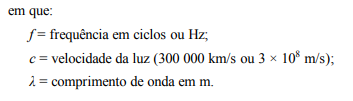 em que:
f = frequência em ciclos ou Hz;
c = velocidade da luz (300 000 km/s ou 3 × 10⁸ m/s);
λ = comprimento de onda em m.